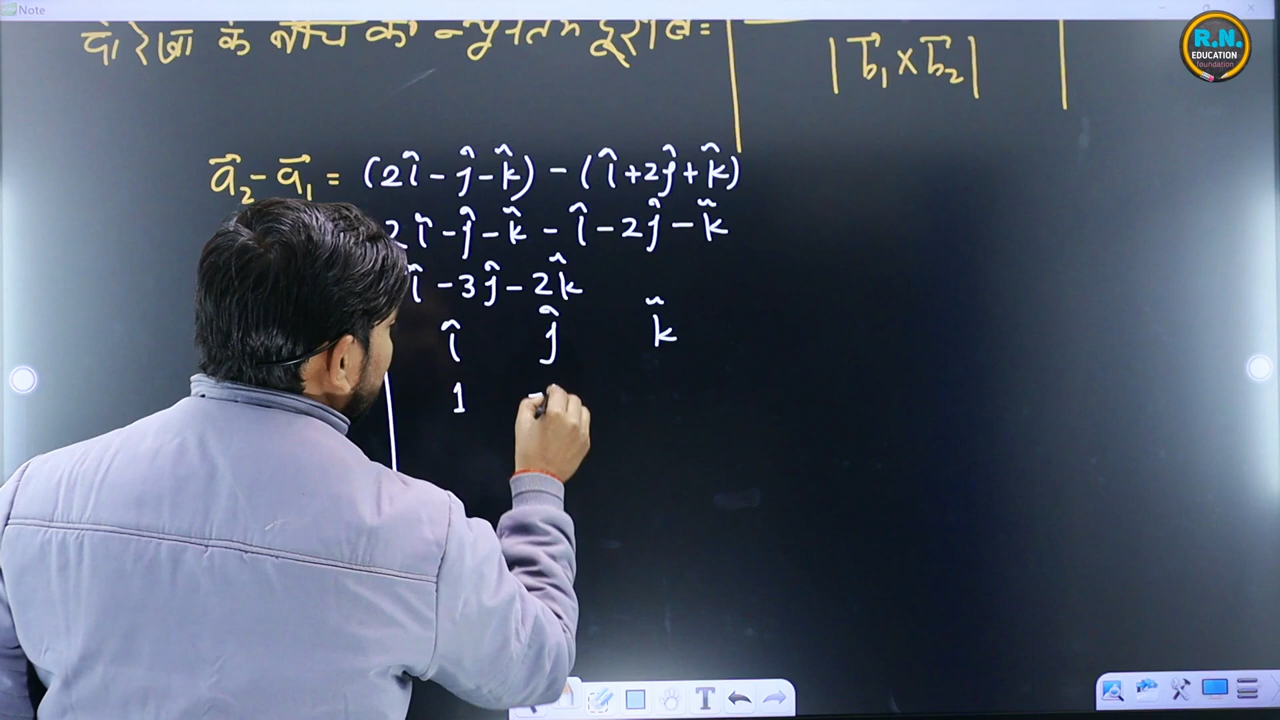 Note
R.N.
EDUCATION
foundation
दो रेखा के बीच की न्यूनतम दूरी =
|b⃗₁ × b⃗₂|
a⃗₂ - a⃗₁ = (2î - ĵ - k̂) - (î + 2ĵ + k̂)
2î - ĵ - k̂ - î - 2ĵ - k̂
î - 3ĵ - 2k̂
î ĵ k̂
1 -
T